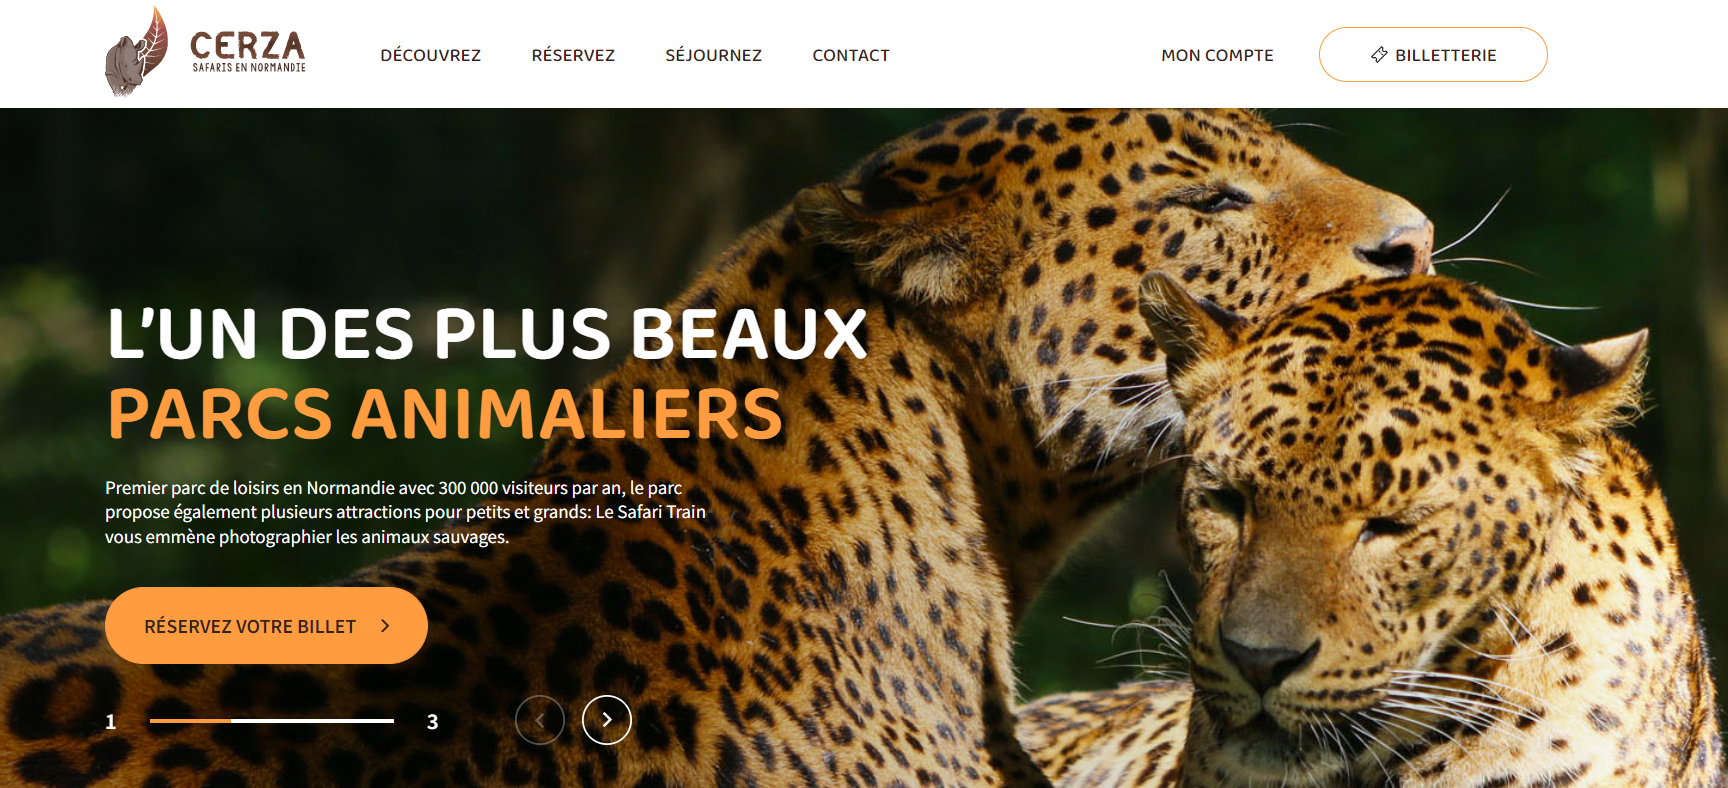 CERZA
SAFARIS EN NORMANDIE
DÉCOUVREZ
RÉSERVEZ
SÉJOURNEZ
CONTACT
MON COMPTE
BILLETTERIE
L'UN DES PLUS BEAUX
PARCS ANIMALIERS
Premier parc de loisirs en Normandie avec 300 000 visiteurs par an, le parc
propose également plusieurs attractions pour petits et grands: Le Safari Train
vous emmène photographier les animaux sauvages.
RÉSERVEZ VOTRE BILLET
1
3